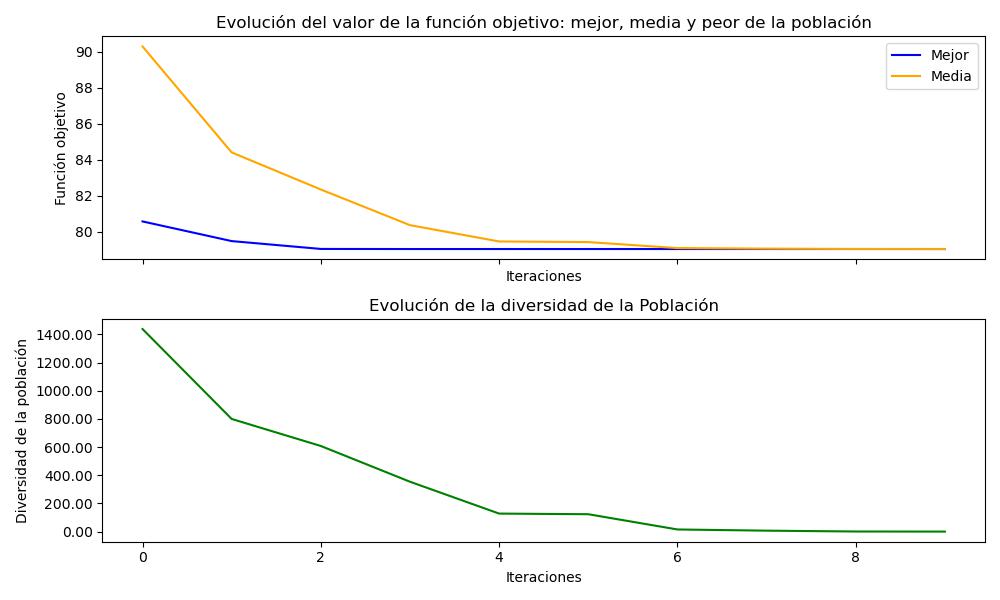 Evolución del valor de la función objetivo: mejor, media y peor de la población
90
88
86
84
82
80
Función objetivo
Mejor
Media
Iteraciones
Evolución de la diversidad de la Población
1400.00
1200.00
1000.00
800.00
600.00
400.00
200.00
0.00
Diversidad de la población
0 2 4 6 8
Iteraciones